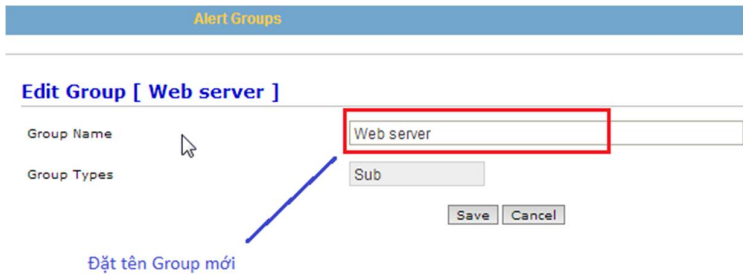 Alert Groups
Edit Group [ Web server ]
Group Name
Web server
Group Types
Sub
Save Cancel
Đặt tên Group mới